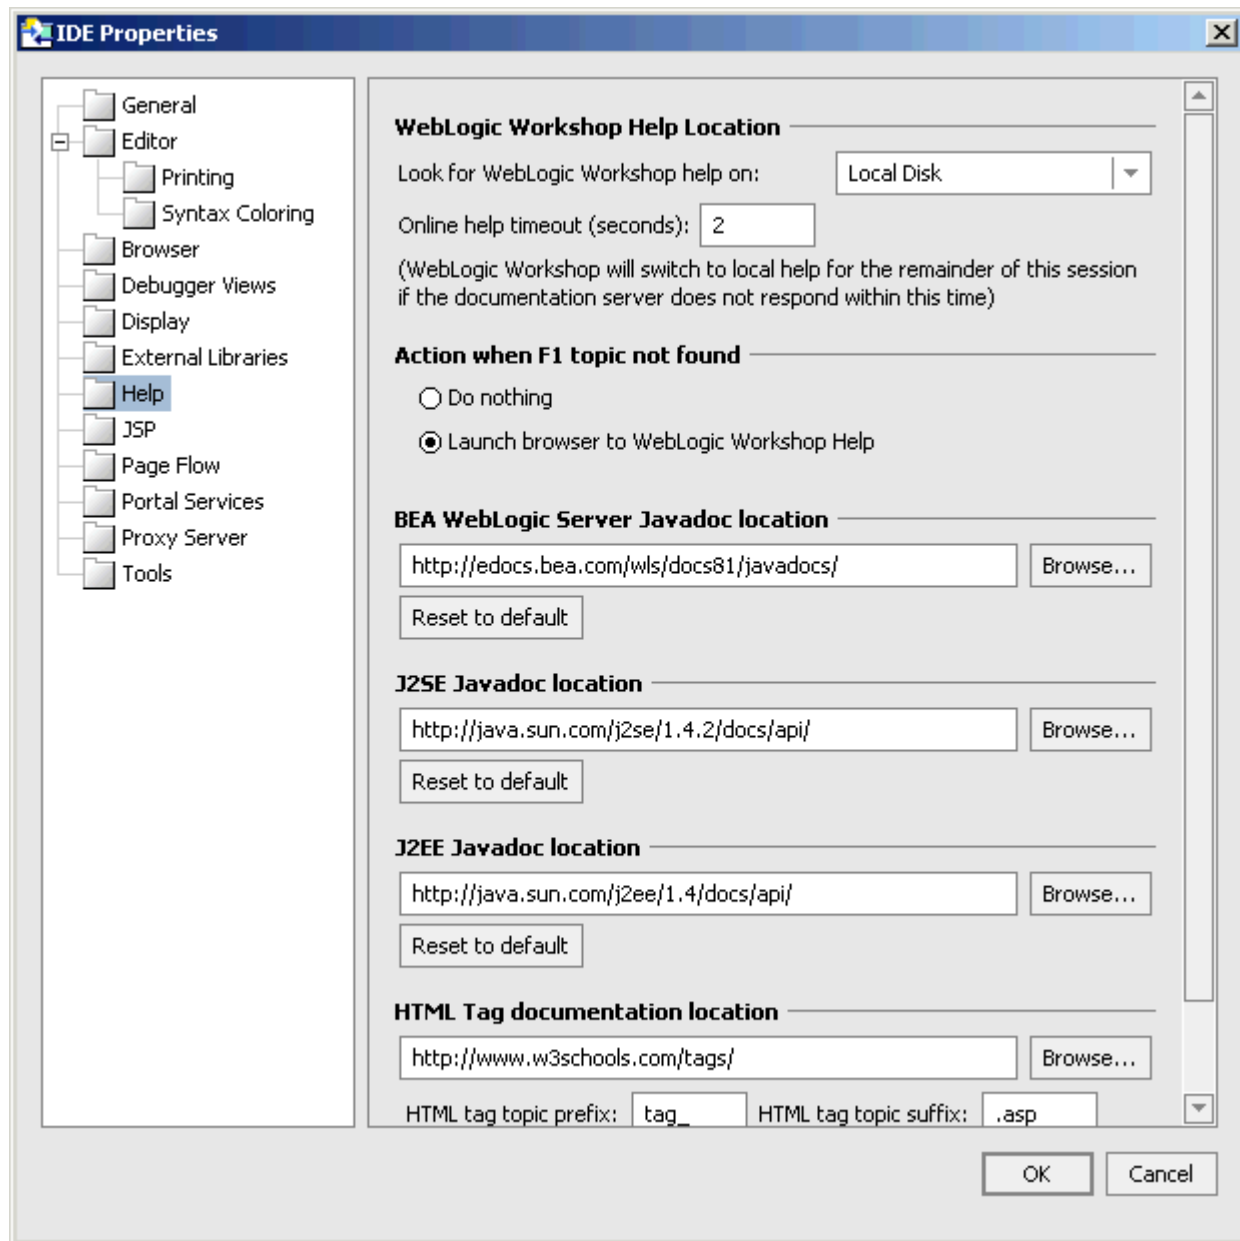 IDE Properties
General
Editor
Printing
Syntax Coloring
Browser
Debugger Views
Display
External Libraries
Help
JSP
Page Flow
Portal Services
Proxy Server
Tools
WebLogic Workshop Help Location
Look for WebLogic Workshop help on: Local Disk
Online help timeout (seconds): 2
(WebLogic Workshop will switch to local help for the remainder of this session
if the documentation server does not respond within this time)
Action when F1 topic not found
Do nothing
Launch browser to WebLogic Workshop Help
BEA WebLogic Server Javadoc location
http://edocs.bea.com/wls/docs81/javadocs/ Browse...
Reset to default
J2SE Javadoc location
http://java.sun.com/j2se/1.4.2/docs/api/ Browse...
Reset to default
J2EE Javadoc location
http://java.sun.com/j2ee/1.4/docs/api/ Browse...
Reset to default
HTML Tag documentation location
http://www.w3schools.com/tags/ Browse...
HTML tag topic prefix: tag_ HTML tag topic suffix: .asp
OK Cancel